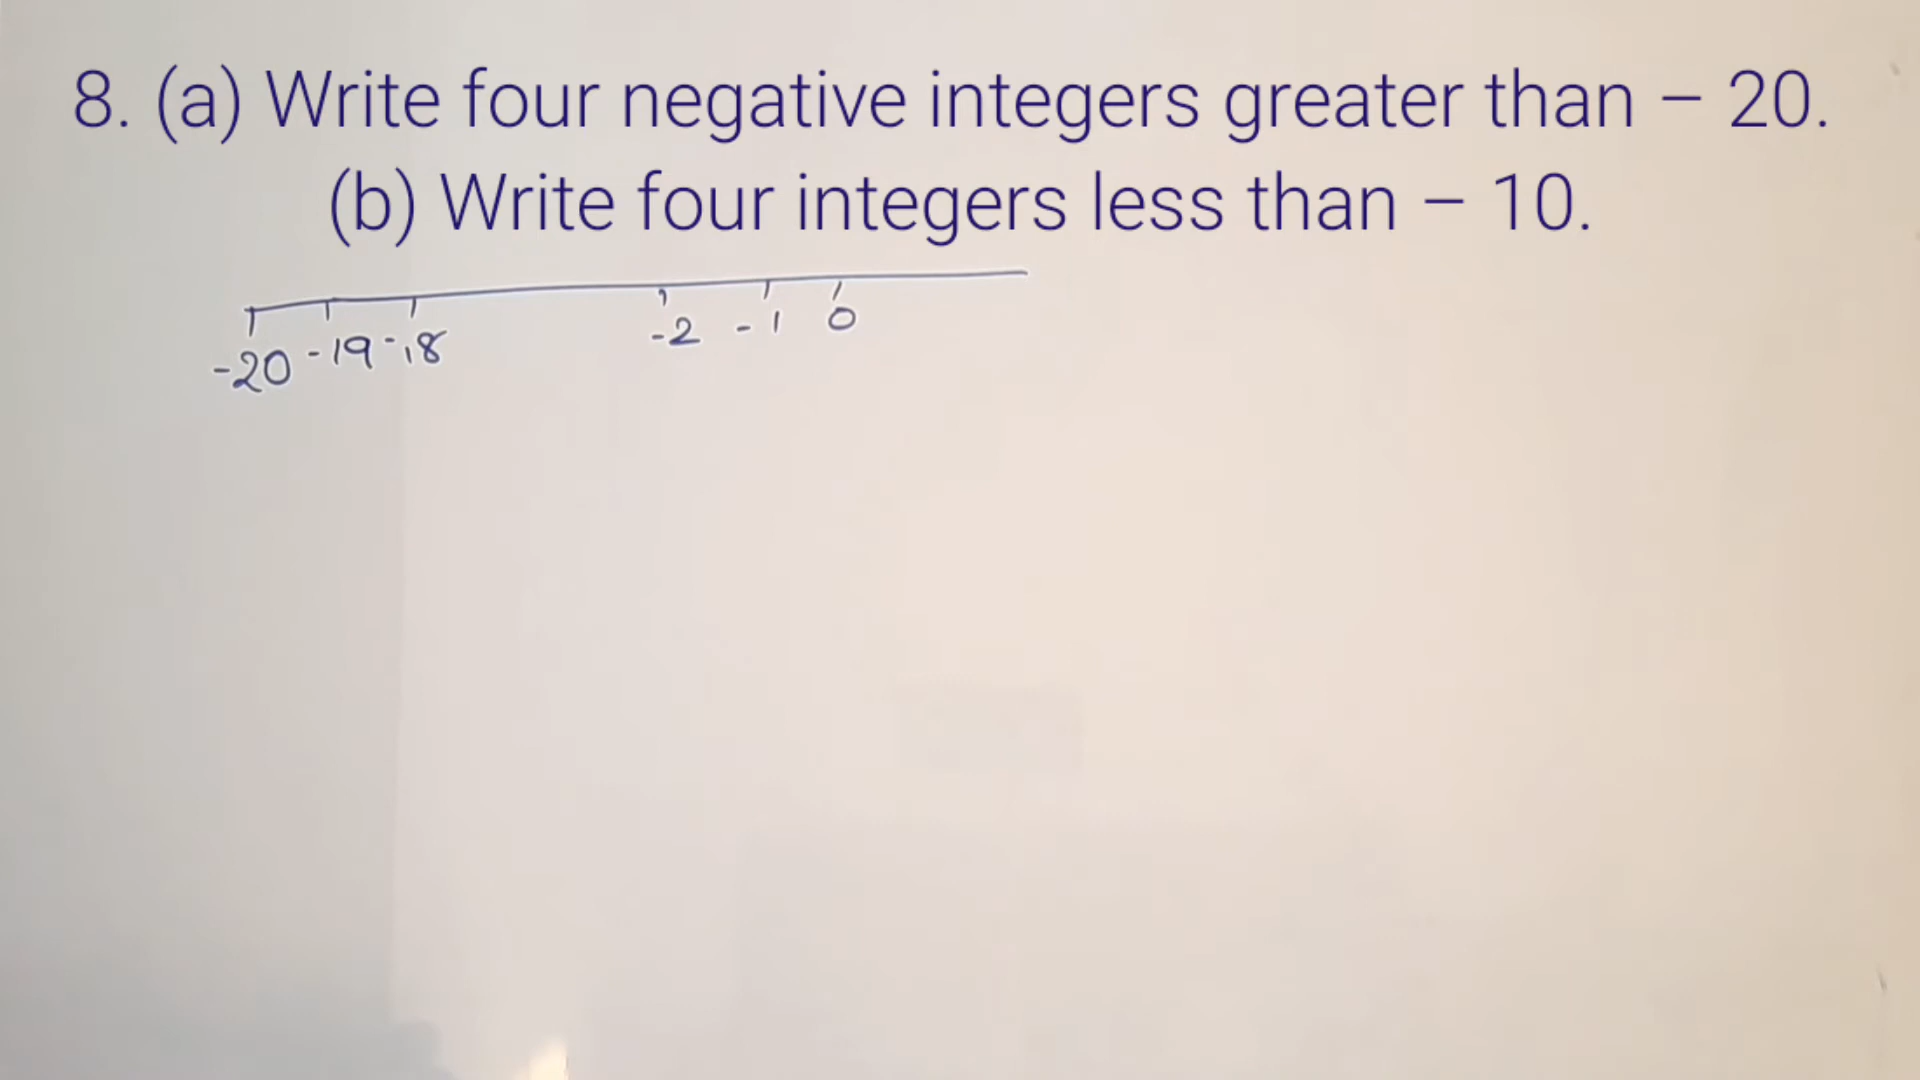 8. (a) Write four negative integers greater than – 20.
(b) Write four integers less than – 10.
-20 -19 -18 -2 -1 0